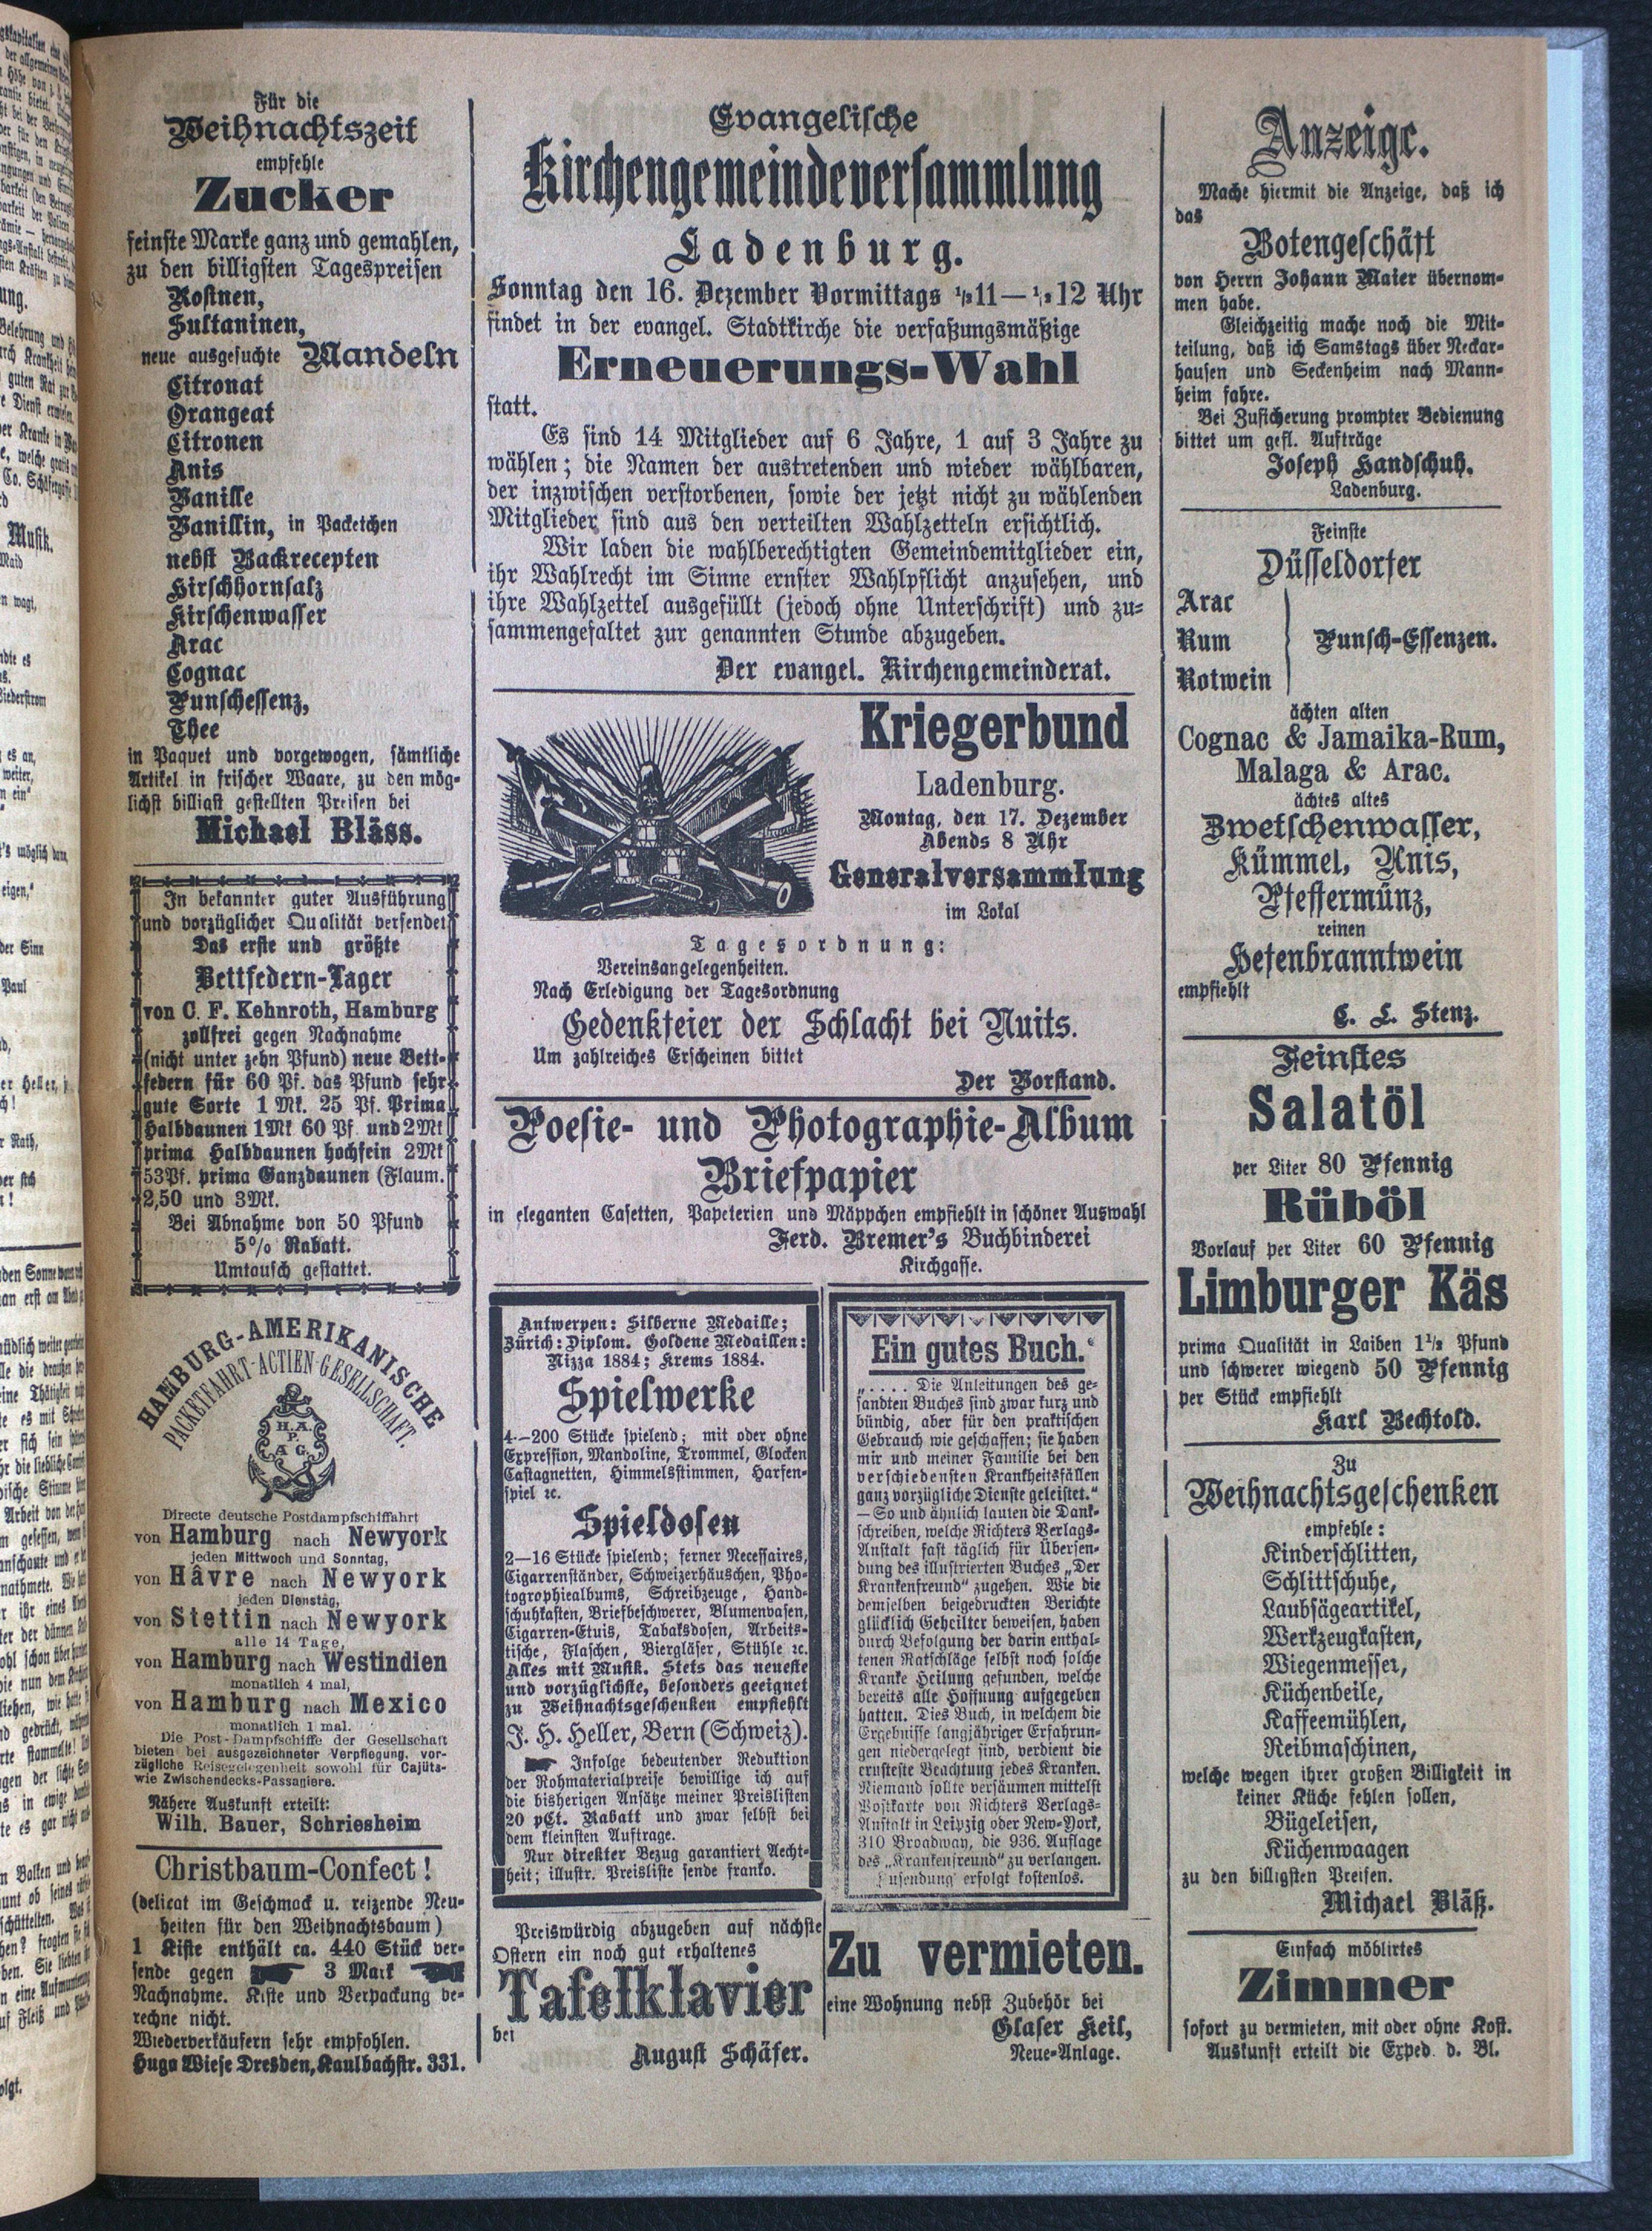 Für die
Weihnachtszeit
empfehle
Zucker
feinste Marke ganz und gemahlen,
zu den billigsten Tagespreisen
Rosinen,
Sultaninen,
neue ausgesuchte Mandeln
Citronat
Orangeat
Citronen
Anis
Vanille
Vanillin, in Packetchen
nebst Backrecepten
Hirschhornsalz
Kirschenwasser
Arac
Cognac
Punschessenz,
Thee
in Paquet und vorgewogen, sämtliche
Artikel in frischer Waare, zu den mög-
lichst billigst gestellten Preisen bei
Michael Bläss.
In bekannter guter Ausführung
und vorzüglicher Qualität versendet
Das erste und größte
Bettfedern-Lager
von C. F. Kehnroth, Hamburg
zollfrei gegen Nachnahme
(nicht unter zehn Pfund) neue Bett-
federn für 60 Pf. das Pfund sehr
gute Sorte 1 Mk. 25 Pf. Prima
Halbdaunen 1Mk 60 Pf. und 2Mk
prima Halbdaunen hochfein 2Mk
53Pf. prima Ganzdaunen (Flaum.
2,50 und 3Mk.
Bei Abnahme von 50 Pfund
5% Rabatt.
Umtausch gestattet.
HAMBURG-AMERIKANISCHE
PACKETFAHRT-ACTIEN-GESELLSCHAFT.
H. A.
P.
A G.
Directe deutsche Postdampfschiffahrt
von Hamburg nach Newyork
jeden Mittwoch und Sonntag,
von Hâvre nach Newyork
jeden Dienstag,
von Stettin nach Newyork
alle 14 Tage,
von Hamburg nach Westindien
monatlich 4 mal,
von Hamburg nach Mexico
monatlich 1 mal.
Die Post-Dampfschiffe der Gesellschaft
bieten bei ausgezeichneter Verpflegung, vor-
zügliche Reisegelegenheit sowohl für Cajüts-
wie Zwischendecks-Passagiere.
Nähere Auskunft erteilt:
Wilh. Bauer, Schriesheim
Christbaum-Confect!
(delicat im Geschmack u. reizende Neu-
heiten für den Weihnachtsbaum)
1 Kiste enthält ca. 440 Stück ver-
sende gegen 3 Mark
Nachnahme. Kiste und Verpackung be-
rechne nicht.
Wiederverkäufern sehr empfohlen.
Hugo Wiese Dresden, Kaulbachstr. 331.
Evangelische
Kirchengemeindeversammlung
Ladenburg.
Sonntag den 16. Dezember Vormittags ½11—½12 Uhr
findet in der evangel. Stadtkirche die verfaßungsmäßige
Erneuerungs-Wahl
statt.
Es sind 14 Mitglieder auf 6 Jahre, 1 auf 3 Jahre zu
wählen; die Namen der austretenden und wieder wählbaren,
der inzwischen verstorbenen, sowie der jetzt nicht zu wählenden
Mitglieder sind aus den verteilten Wahlzetteln ersichtlich.
Wir laden die wahlberechtigten Gemeindemitglieder ein,
ihr Wahlrecht im Sinne ernster Wahlpflicht anzusehen, und
ihre Wahlzettel ausgefüllt (jedoch ohne Unterschrift) und zu-
sammengefaltet zur genannten Stunde abzugeben.
Der evangel. Kirchengemeinderat.
Kriegerbund
Ladenburg.
Montag, den 17. Dezember
Abends 8 Uhr
Generalversammlung
im Lokal
Tagesordnung:
Vereinsangelegenheiten.
Nach Erledigung der Tagesordnung
Gedenkfeier der Schlacht bei Nuits.
Um zahlreiches Erscheinen bittet
Der Vorstand.
Poesie- und Photographie-Album
Briefpapier
in eleganten Casetten, Papeterien und Mäppchen empfiehlt in schöner Auswahl
Ferd. Bremer's Buchbinderei
Kirchgasse.
Antwerpen: Silberne Medaille;
Zürich: Diplom. Goldene Medaillen:
Nizza 1884; Krems 1884.
Spielwerke
4—200 Stücke spielend; mit oder ohne
Expression, Mandoline, Trommel, Glocken
Castagnetten, Himmelsstimmen, Harfen-
spiel ꝛc.
Spieldosen
2—16 Stücke spielend; ferner Necessaires,
Cigarrenständer, Schweizerhäuschen, Pho-
togrophiealbums, Schreibzeuge, Hand-
schuhkasten, Briefbeschwerer, Blumenvasen,
Cigarren-Etuis, Tabaksdosen, Arbeits-
tische, Flaschen, Biergläser, Stühle ꝛc.
Alles mit Musik. Stets das neueste
und vorzüglichste, besonders geeignet
zu Weihnachtsgeschenken empfiehlt
J. H. Heller, Bern (Schweiz).
Infolge bedeutender Reduktion
der Rohmaterialpreise bewillige ich auf
die bisherigen Ansätze meiner Preislisten
20 pCt. Rabatt und zwar selbst bei
dem kleinsten Auftrage.
Nur direkter Bezug garantiert Aecht-
heit; illustr. Preisliste sende franko.
Ein gutes Buch.
„.... Die Anleitungen des ge-
sandten Buches sind zwar kurz und
bündig, aber für den praktischen
Gebrauch wie geschaffen; sie haben
mir und meiner Familie bei den
verschiedensten Krankheitsfällen
ganz vorzügliche Dienste geleistet.“
— So und ähnlich lauten die Dank-
schreiben, welche Richters Verlags-
Anstalt fast täglich für Übersen-
dung des illustrierten Buches „Der
Krankenfreund“ zugehen. Wie die
demselben beigedruckten Berichte
glücklich Geheilter beweisen, haben
durch Befolgung der darin enthal-
tenen Ratschläge selbst noch solche
Kranke Heilung gefunden, welche
bereits alle Hoffnung aufgegeben
hatten. Dies Buch, in welchem die
Ergebnisse langjähriger Erfahrun-
gen niedergelegt sind, verdient die
ernsteste Beachtung jedes Kranken.
Niemand sollte versäumen mittelst
Postkarte von Richters Verlags-
Anstalt in Leipzig oder New-York,
310 Broadway, die 936. Auflage
des „Krankenfreund“ zu verlangen.
usendung erfolgt kostenlos.
Preiswürdig abzugeben auf nächste
Ostern ein noch gut erhaltenes
Tafelklavier
bei
August Schäfer.
Zu vermieten.
eine Wohnung nebst Zubehör bei
Glaser Keil,
Neue-Anlage.
Anzeige.
Mache hiermit die Anzeige, daß ich
das
Botengeschäft
von Herrn Johann Maier übernom-
men habe.
Gleichzeitig mache noch die Mit-
teilung, daß ich Samstags über Neckar-
hausen und Seckenheim nach Mann-
heim fahre.
Bei Zusicherung prompter Bedienung
bittet um gefl. Aufträge
Joseph Handschuh.
Ladenburg.
Feinste
Düsseldorfer
Arac
Rum
Rotwein
Punsch-Essenzen.
ächten alten
Cognac & Jamaika-Rum,
Malaga & Arac.
ächtes altes
Zwetschenwasser,
Kümmel, Anis,
Pfeffermünz,
reinen
Hefenbranntwein
empfiehlt
C. L. Stenz.
Feinstes
Salatöl
per Liter 80 Pfennig
Rüböl
Vorlauf per Liter 60 Pfennig
Limburger Käs
prima Qualität in Laiben 1½ Pfund
und schwerer wiegend 50 Pfennig
per Stück empfiehlt
Karl Bechtold.
Zu
Weihnachtsgeschenken
empfehle:
Kinderschlitten,
Schlittschuhe,
Laubsägeartikel,
Werkzeugkasten,
Wiegenmesser,
Küchenbeile,
Kaffeemühlen,
Reibmaschinen,
welche wegen ihrer großen Billigkeit in
keiner Küche fehlen sollen,
Bügeleisen,
Küchenwaagen
zu den billigsten Preisen.
Michael Bläß.
Einfach möblirtes
Zimmer
sofort zu vermieten, mit oder ohne Kost.
Auskunft erteilt die Exped. d. Bl.